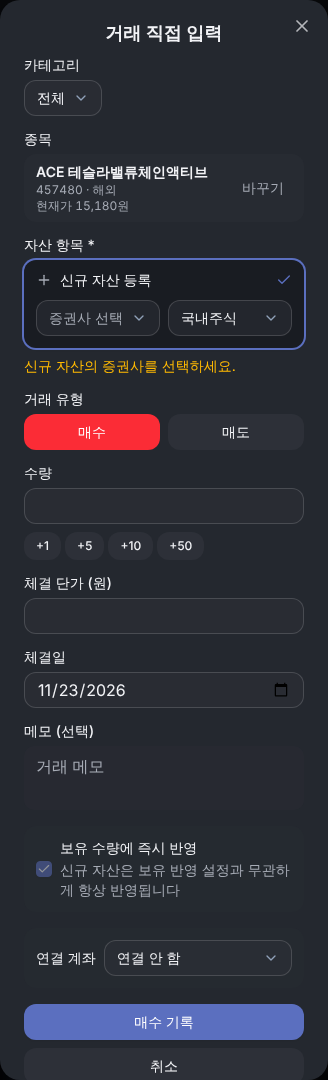 거래 직접 입력
카테고리
전체
종목
ACE 테슬라밸류체인액티브
457480 · 해외
현재가 15,180원
바꾸기
자산 항목 *
신규 자산 등록
증권사 선택
국내주식
신규 자산의 증권사를 선택하세요.
거래 유형
매수
매도
수량
+1
+5
+10
+50
체결 단가 (원)
체결일
11/23/2026
메모 (선택)
거래 메모
보유 수량에 즉시 반영
신규 자산은 보유 반영 설정과 무관하
게 항상 반영됩니다
연결 계좌
연결 안 함
매수 기록
취소